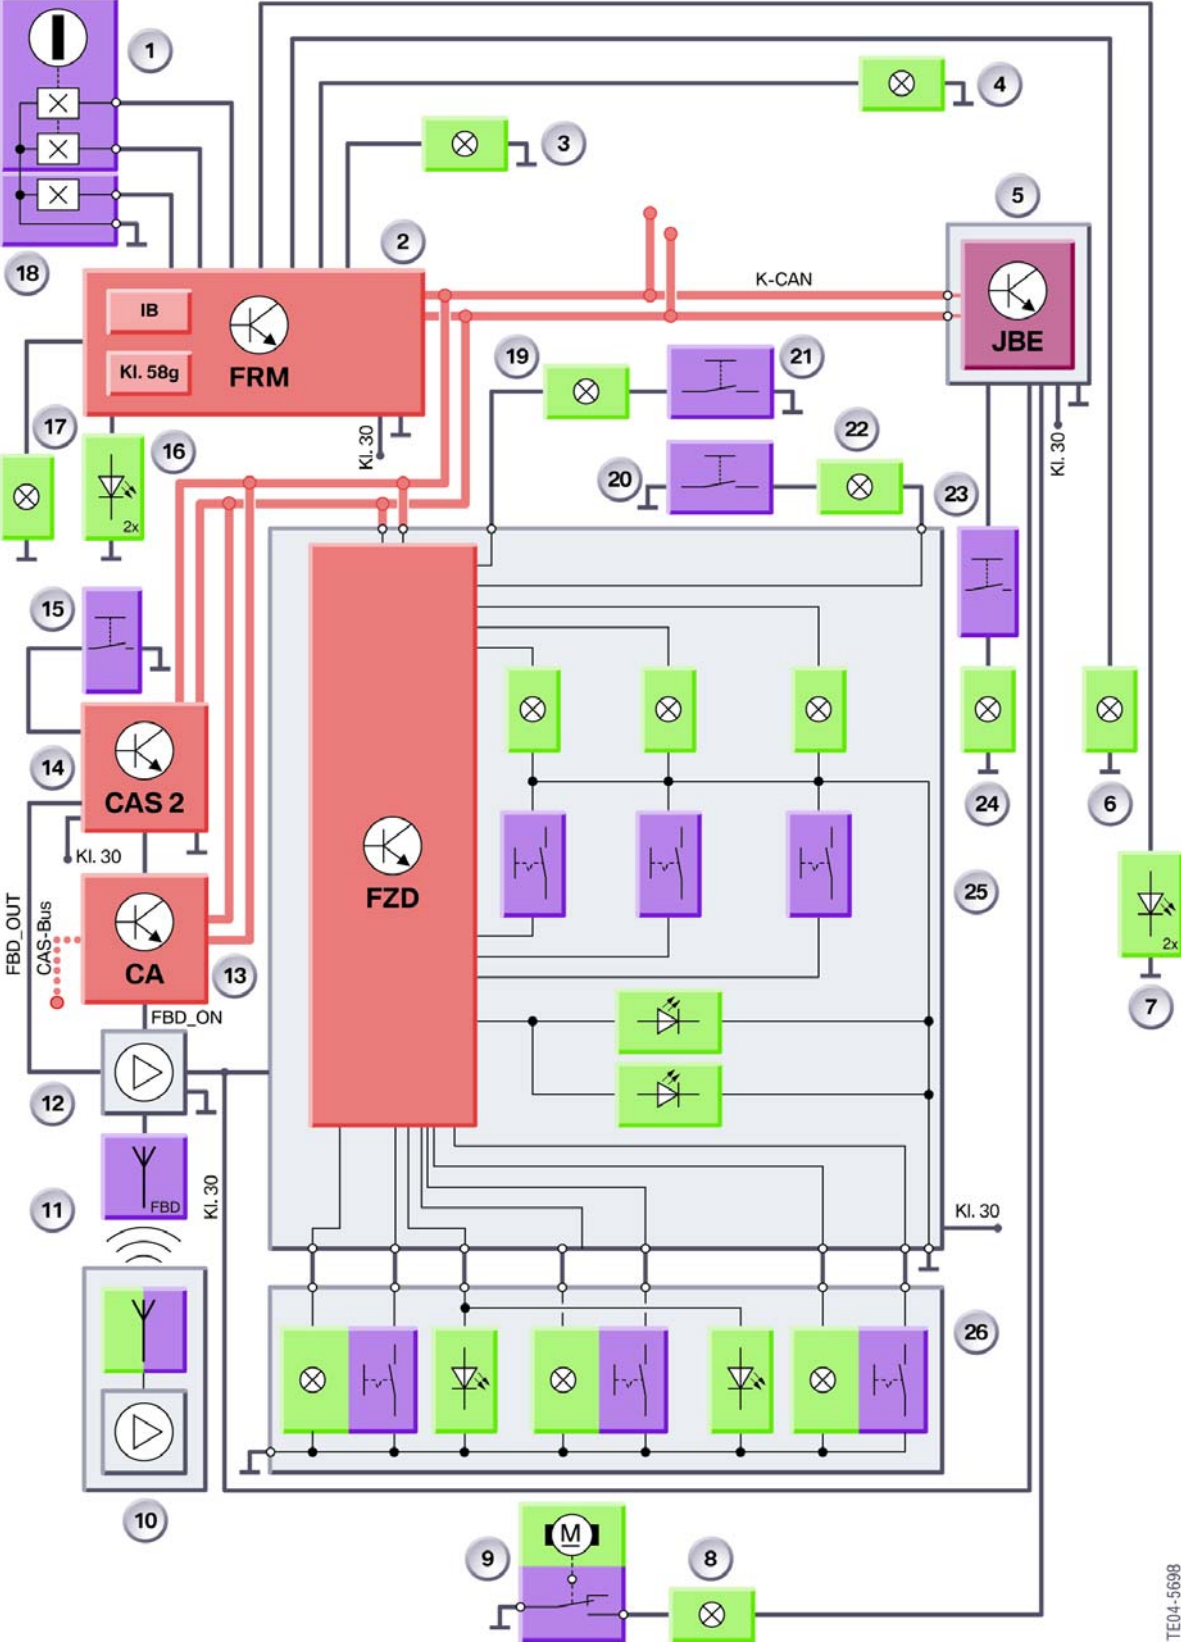 1
4
3
5
2
18
K-CAN
IB
FRM
Kl. 58g
JBE
19
21
17
16
Kl. 30
22
Kl. 30
20
23
2x
15
14
CAS 2
24
6
Kl. 30
FZD
25
FBD_OUT
CAS-Bus
CA
13
2x
7
FBD_ON
12
11
FBD
Kl. 30
Kl. 30
26
10
M
9
8
TE04-5698